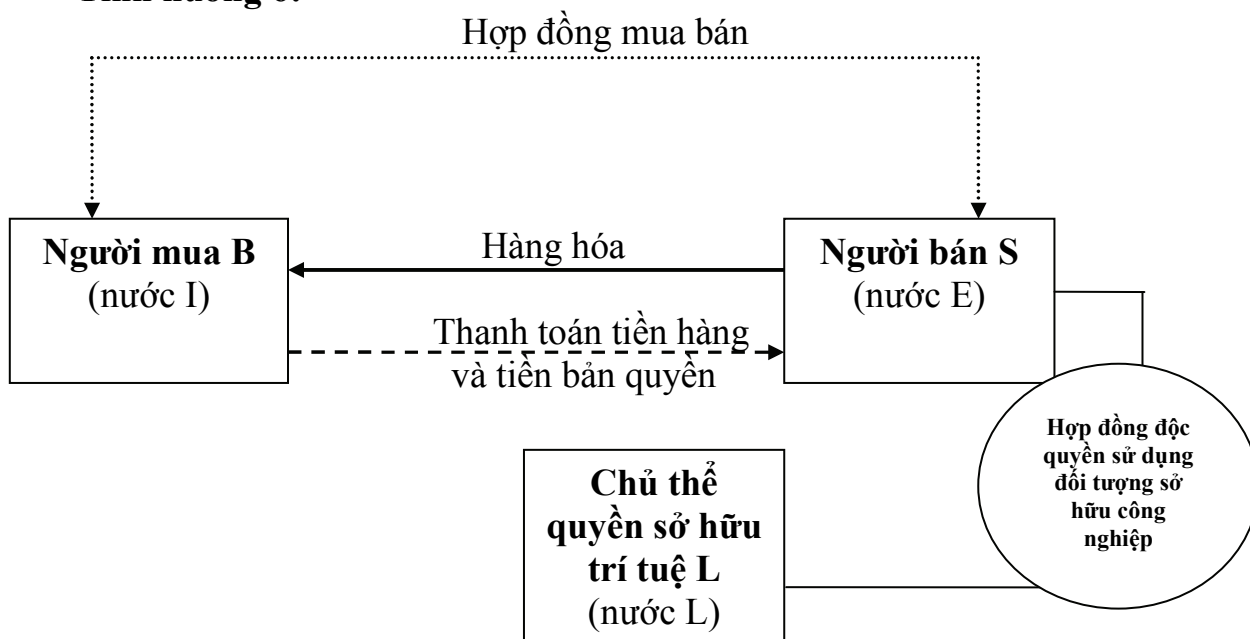 Hợp đồng mua bán
Người mua B
(nước I)
Hàng hóa
Người bán S
(nước E)
Thanh toán tiền hàng
và tiền bản quyền
Hợp đồng độc
quyền sử dụng
đối tượng sở
hữu công
nghiệp
Chủ thể
quyền sở hữu
trí tuệ L
(nước L)